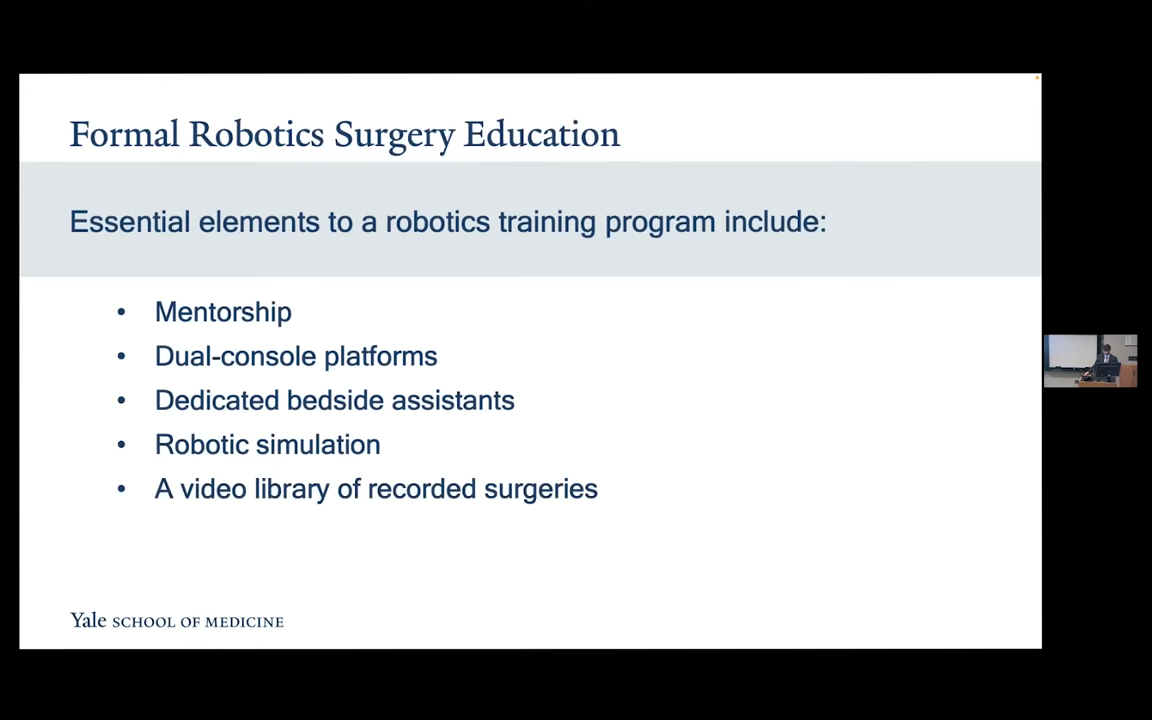 Formal Robotics Surgery Education
Essential elements to a robotics training program include:
• Mentorship
• Dual-console platforms
• Dedicated bedside assistants
• Robotic simulation
• A video library of recorded surgeries
Yale SCHOOL OF MEDICINE